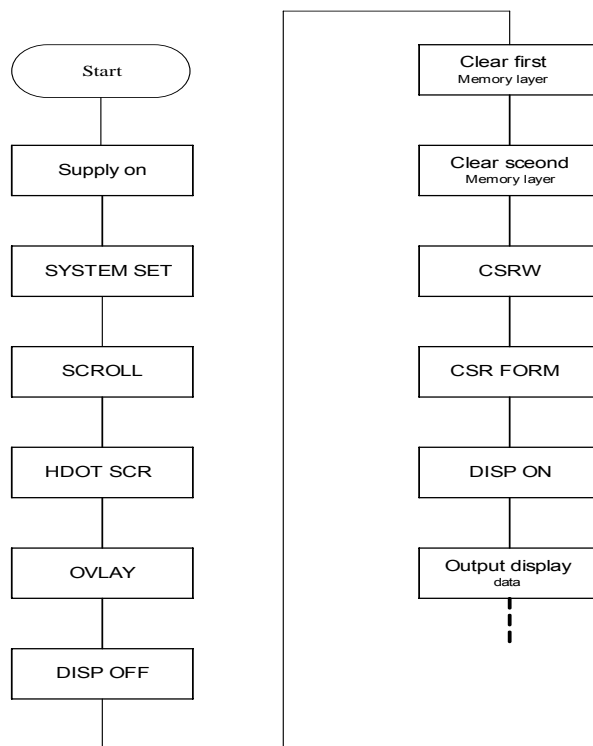 Start
Supply on
SYSTEM SET
SCROLL
HDOT SCR
OVLAY
DISP OFF
Clear first
Memory layer
Clear sceond
Memory layer
CSRW
CSR FORM
DISP ON
Output display
data